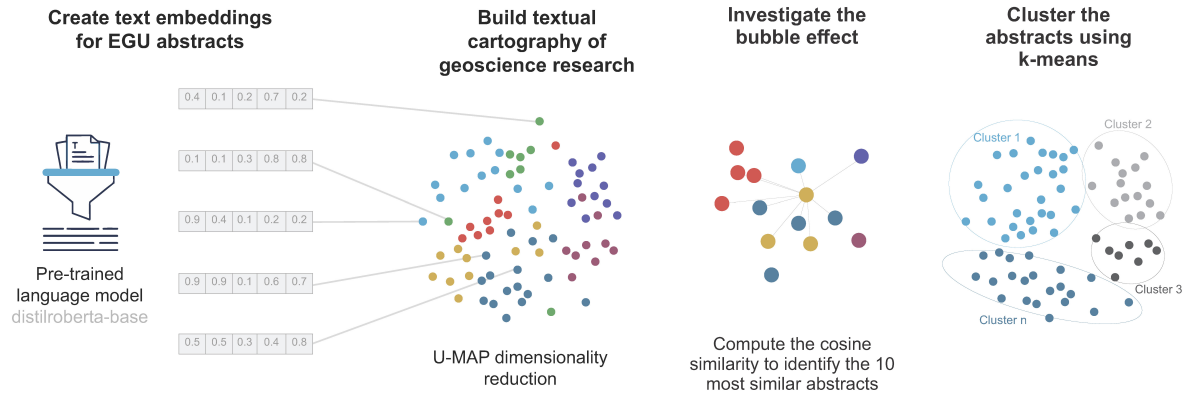 Create text embeddings
for EGU abstracts
0.4 0.1 0.2 0.7 0.2
0.1 0.1 0.3 0.8 0.8
0.9 0.4 0.1 0.2 0.2
0.9 0.9 0.1 0.6 0.7
0.5 0.5 0.3 0.4 0.8
T
Pre-trained
language model
distilroberta-base
Build textual
cartography of
geoscience research
U-MAP dimensionality
reduction
Investigate the
bubble effect
Compute the cosine
similarity to identify the 10
most similar abstracts
Cluster the
abstracts using
k-means
Cluster 1
Cluster 2
Cluster 3
Cluster n